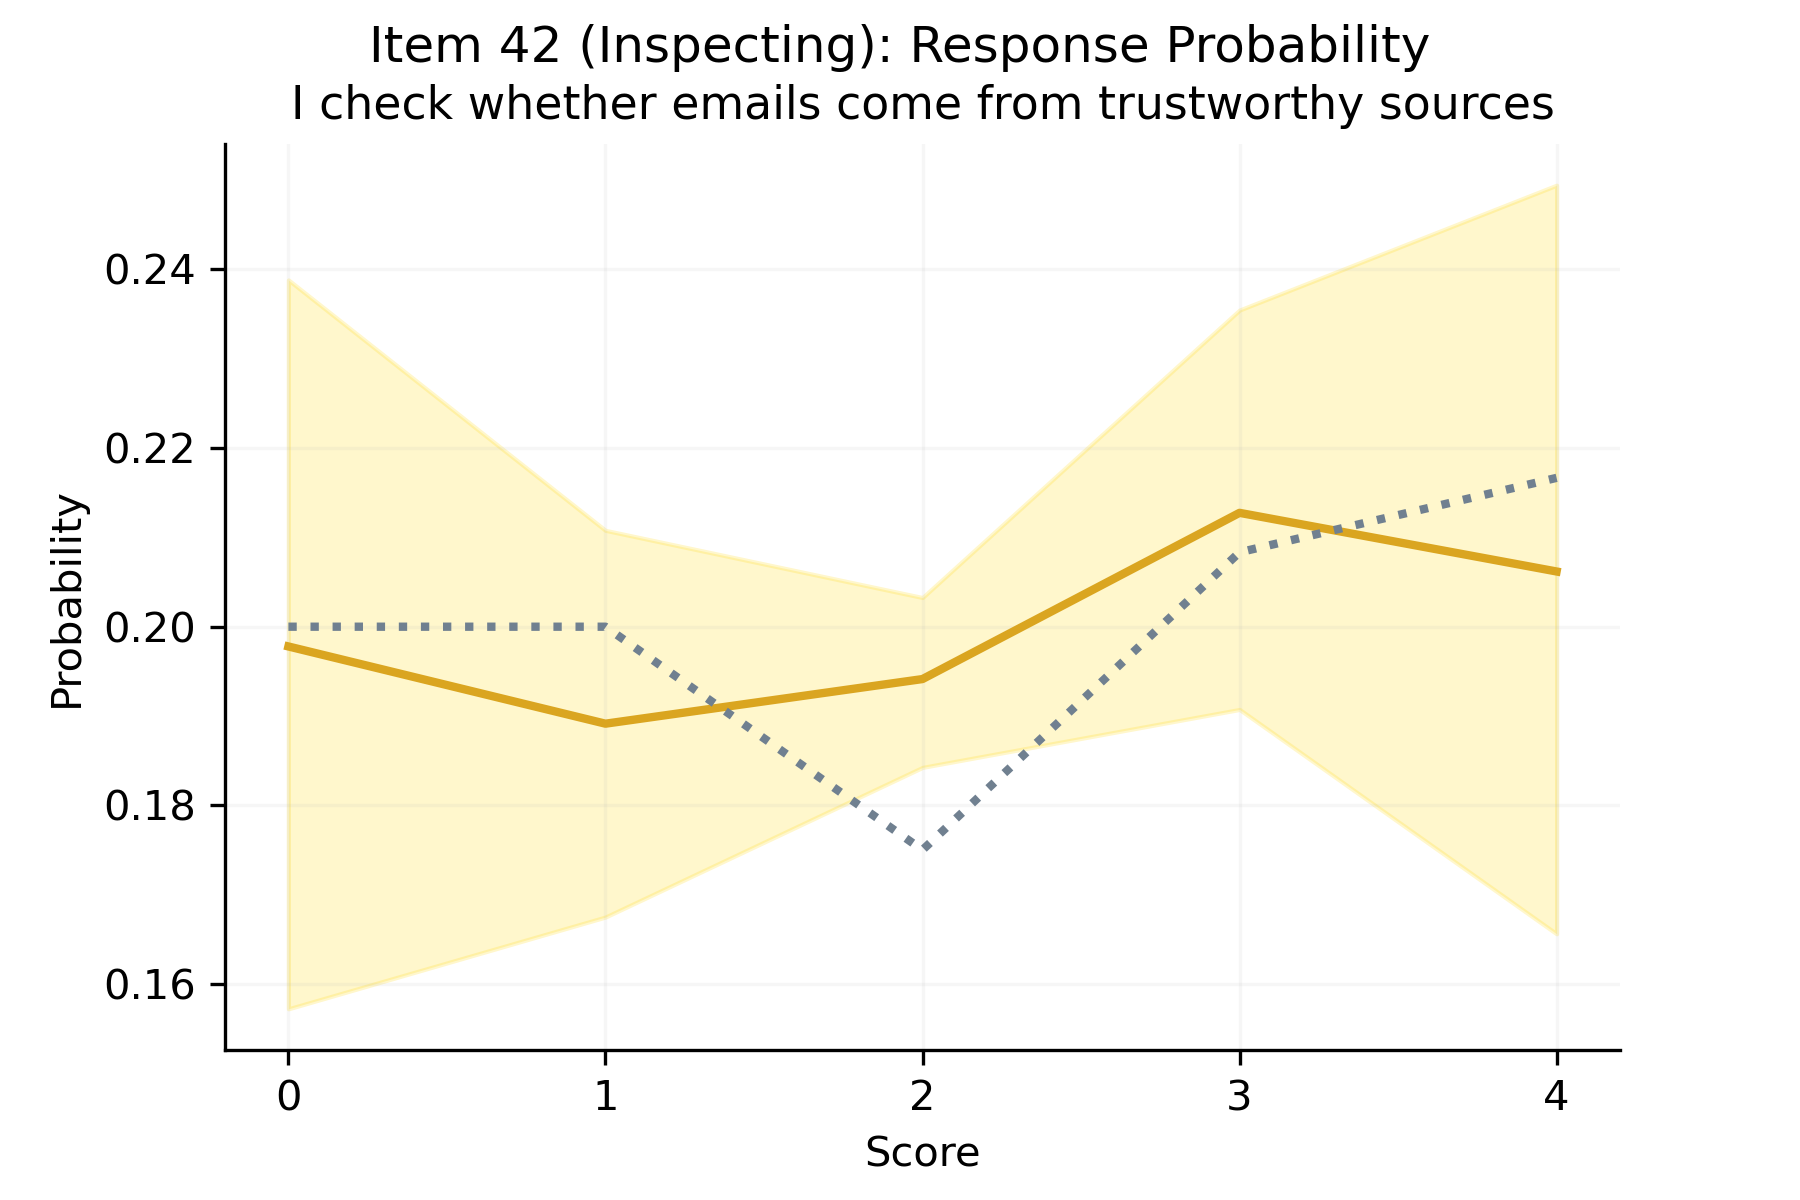 Item 42 (Inspecting): Response Probability
I check whether emails come from trustworthy sources
Probability
0.24
0.22
0.20
0.18
0.16
0 1 2 3 4
Score